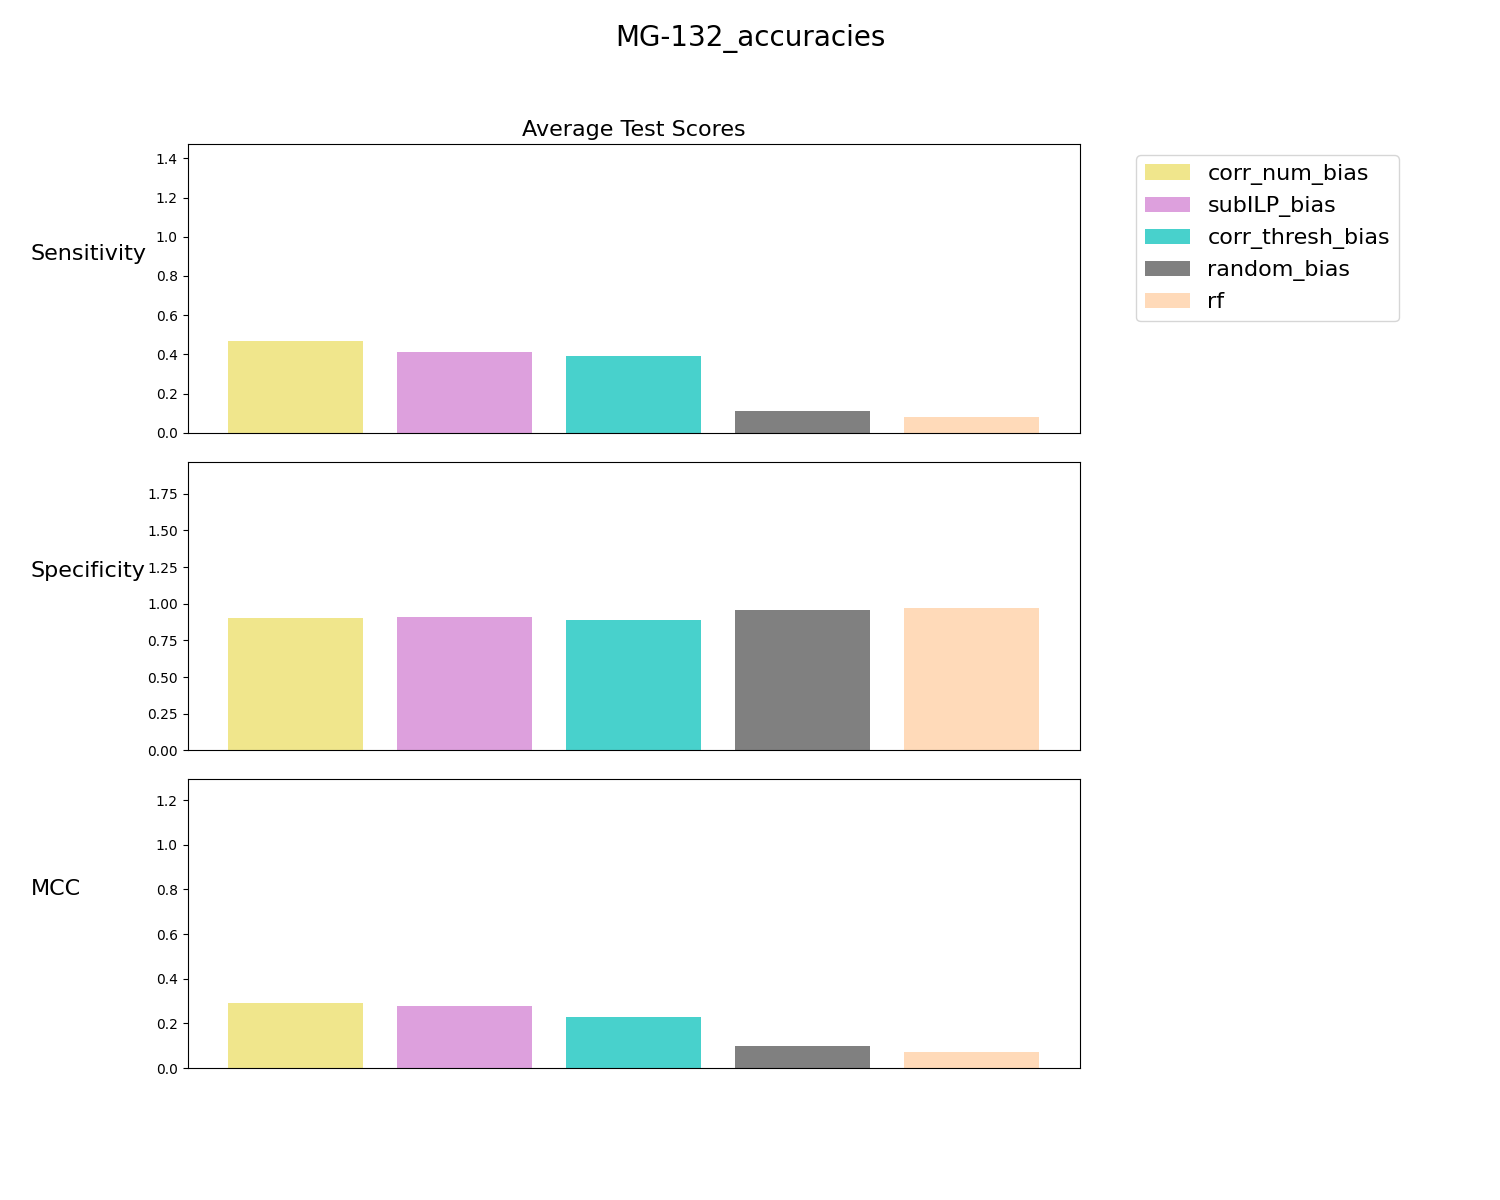 MG-132_accuracies
Average Test Scores
Sensitivity
1.4
1.2
1.0
0.8
0.6
0.4
0.2
0.0
corr_num_bias
subILP_bias
corr_thresh_bias
random_bias
rf
Specificity
1.75
1.50
1.25
1.00
0.75
0.50
0.25
0.00
MCC
1.2
1.0
0.8
0.6
0.4
0.2
0.0